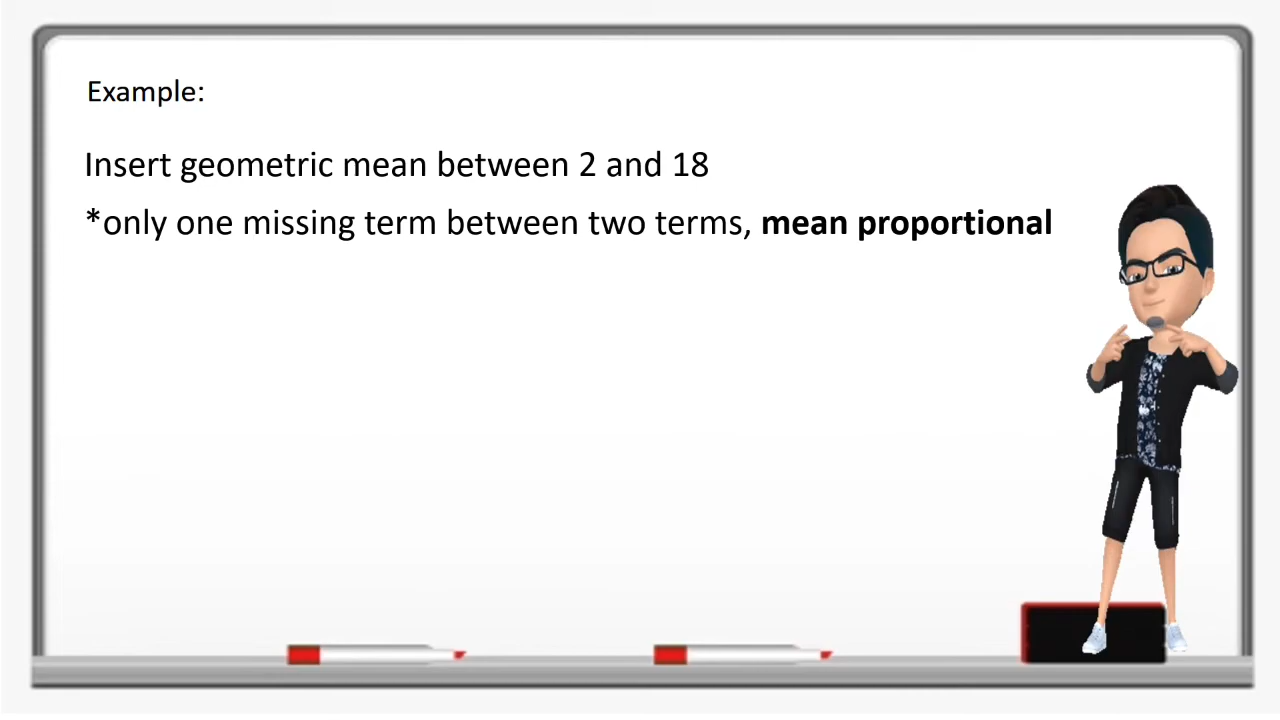 Example:
Insert geometric mean between 2 and 18
*only one missing term between two terms, mean proportional